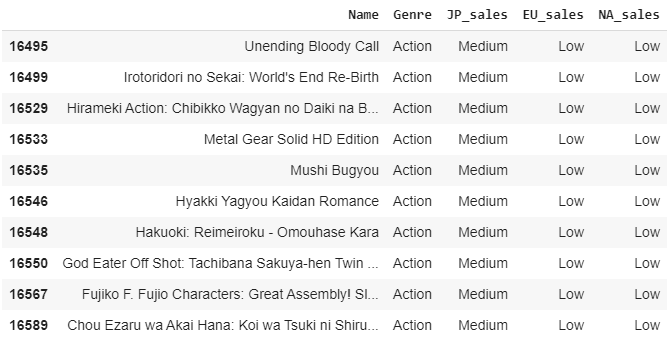 Name Genre JP_sales EU_sales NA_sales
16495 Unending Bloody Call Action Medium Low Low
16499 Irotoridori no Sekai: World's End Re-Birth Action Medium Low Low
16529 Hirameki Action: Chibikko Wagyan no Daiki na B... Action Medium Low Low
16533 Metal Gear Solid HD Edition Action Medium Low Low
16535 Mushi Bugyou Action Medium Low Low
16546 Hyakki Yagyou Kaidan Romance Action Medium Low Low
16548 Hakuoki: Reimeiroku - Omouhase Kara Action Medium Low Low
16550 God Eater Off Shot: Tachibana Sakuya-hen Twin ... Action Medium Low Low
16567 Fujiko F. Fujio Characters: Great Assembly! Sl... Action Medium Low Low
16589 Chou Ezaru wa Akai Hana: Koi wa Tsuki ni Shiru... Action Medium Low Low